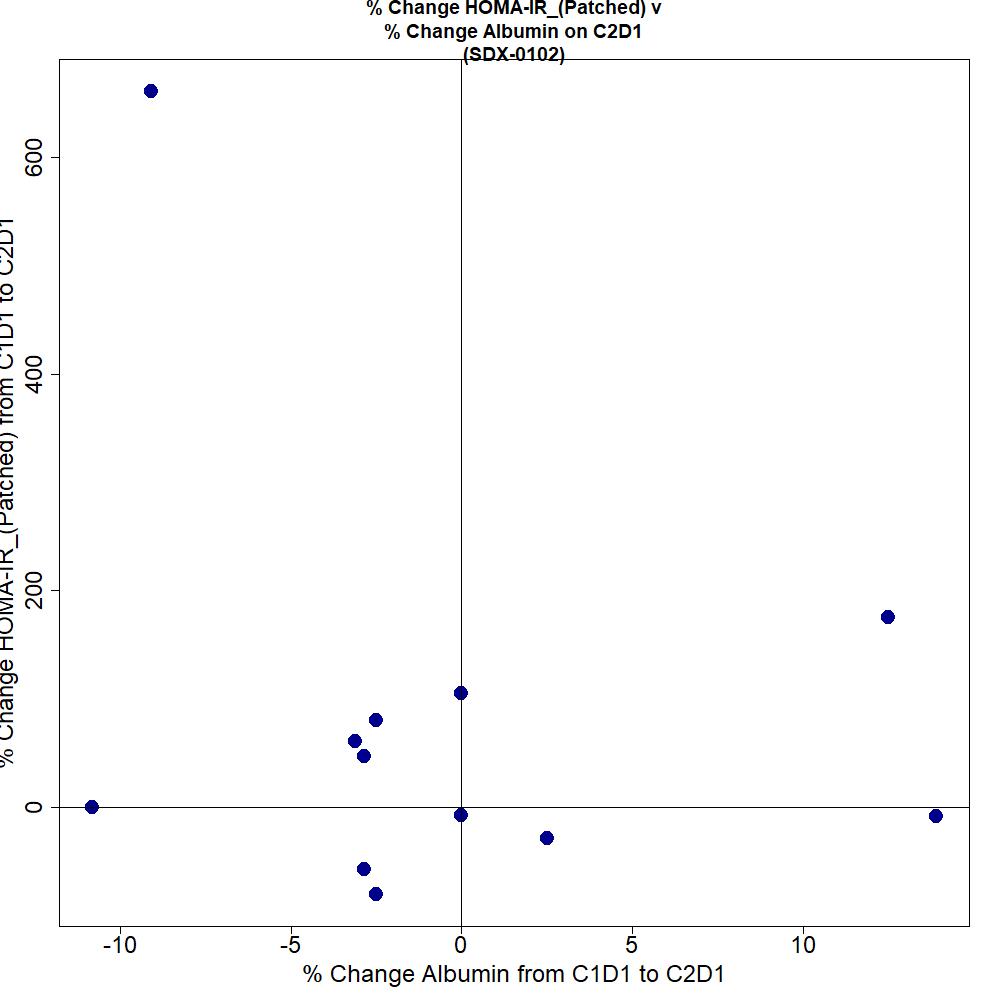 % Change HOMA-IR_(Patched) v
% Change Albumin on C2D1
(SDX-0102)
% Change HOMA-IR_(Patched) from C1D1 to C2D1
600
400
200
0
-10
-5
0
5
10
% Change Albumin from C1D1 to C2D1